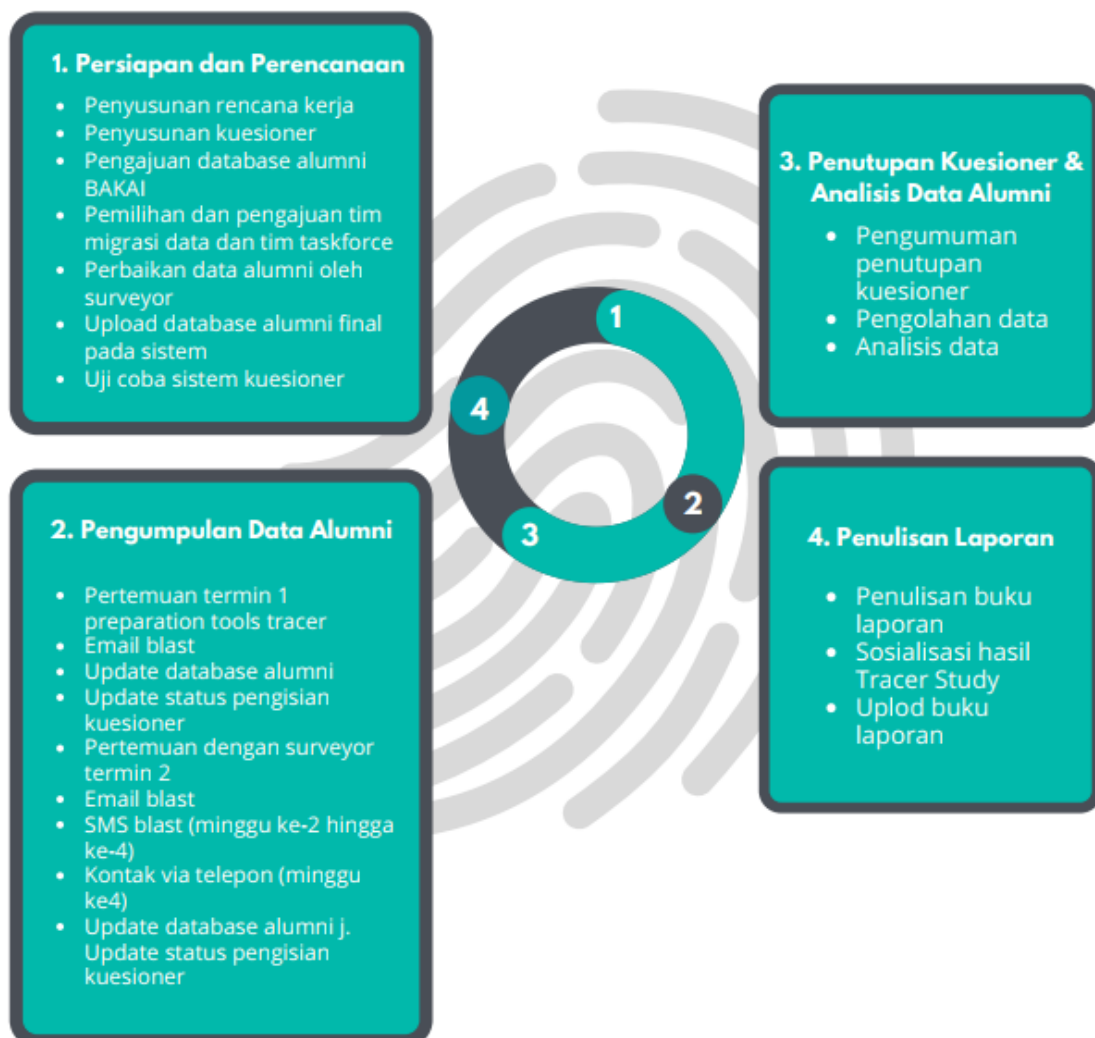 1. Persiapan dan Perencanaan
• Penyusunan rencana kerja
• Penyusunan kuesioner
• Pengajuan database alumni
BAKAI
• Pemilihan dan pengajuan tim
migrasi data dan tim taskforce
• Perbaikan data alumni oleh
surveyor
• Upload database alumni final
pada sistem
• Uji coba sistem kuesioner
2. Pengumpulan Data Alumni
• Pertemuan termin 1
preparation tools tracer
• Email blast
• Update database alumni
• Update status pengisian
kuesioner
• Pertemuan dengan surveyor
termin 2
• Email blast
• SMS blast (minggu ke-2 hingga
ke-4)
• Kontak via telepon (minggu
ke4)
• Update database alumni j.
Update status pengisian
kuesioner
1
2
3
4
3. Penutupan Kuesioner &
Analisis Data Alumni
• Pengumuman
penutupan
kuesioner
• Pengolahan data
• Analisis data
4. Penulisan Laporan
• Penulisan buku
laporan
• Sosialisasi hasil
Tracer Study
• Uplod buku
laporan